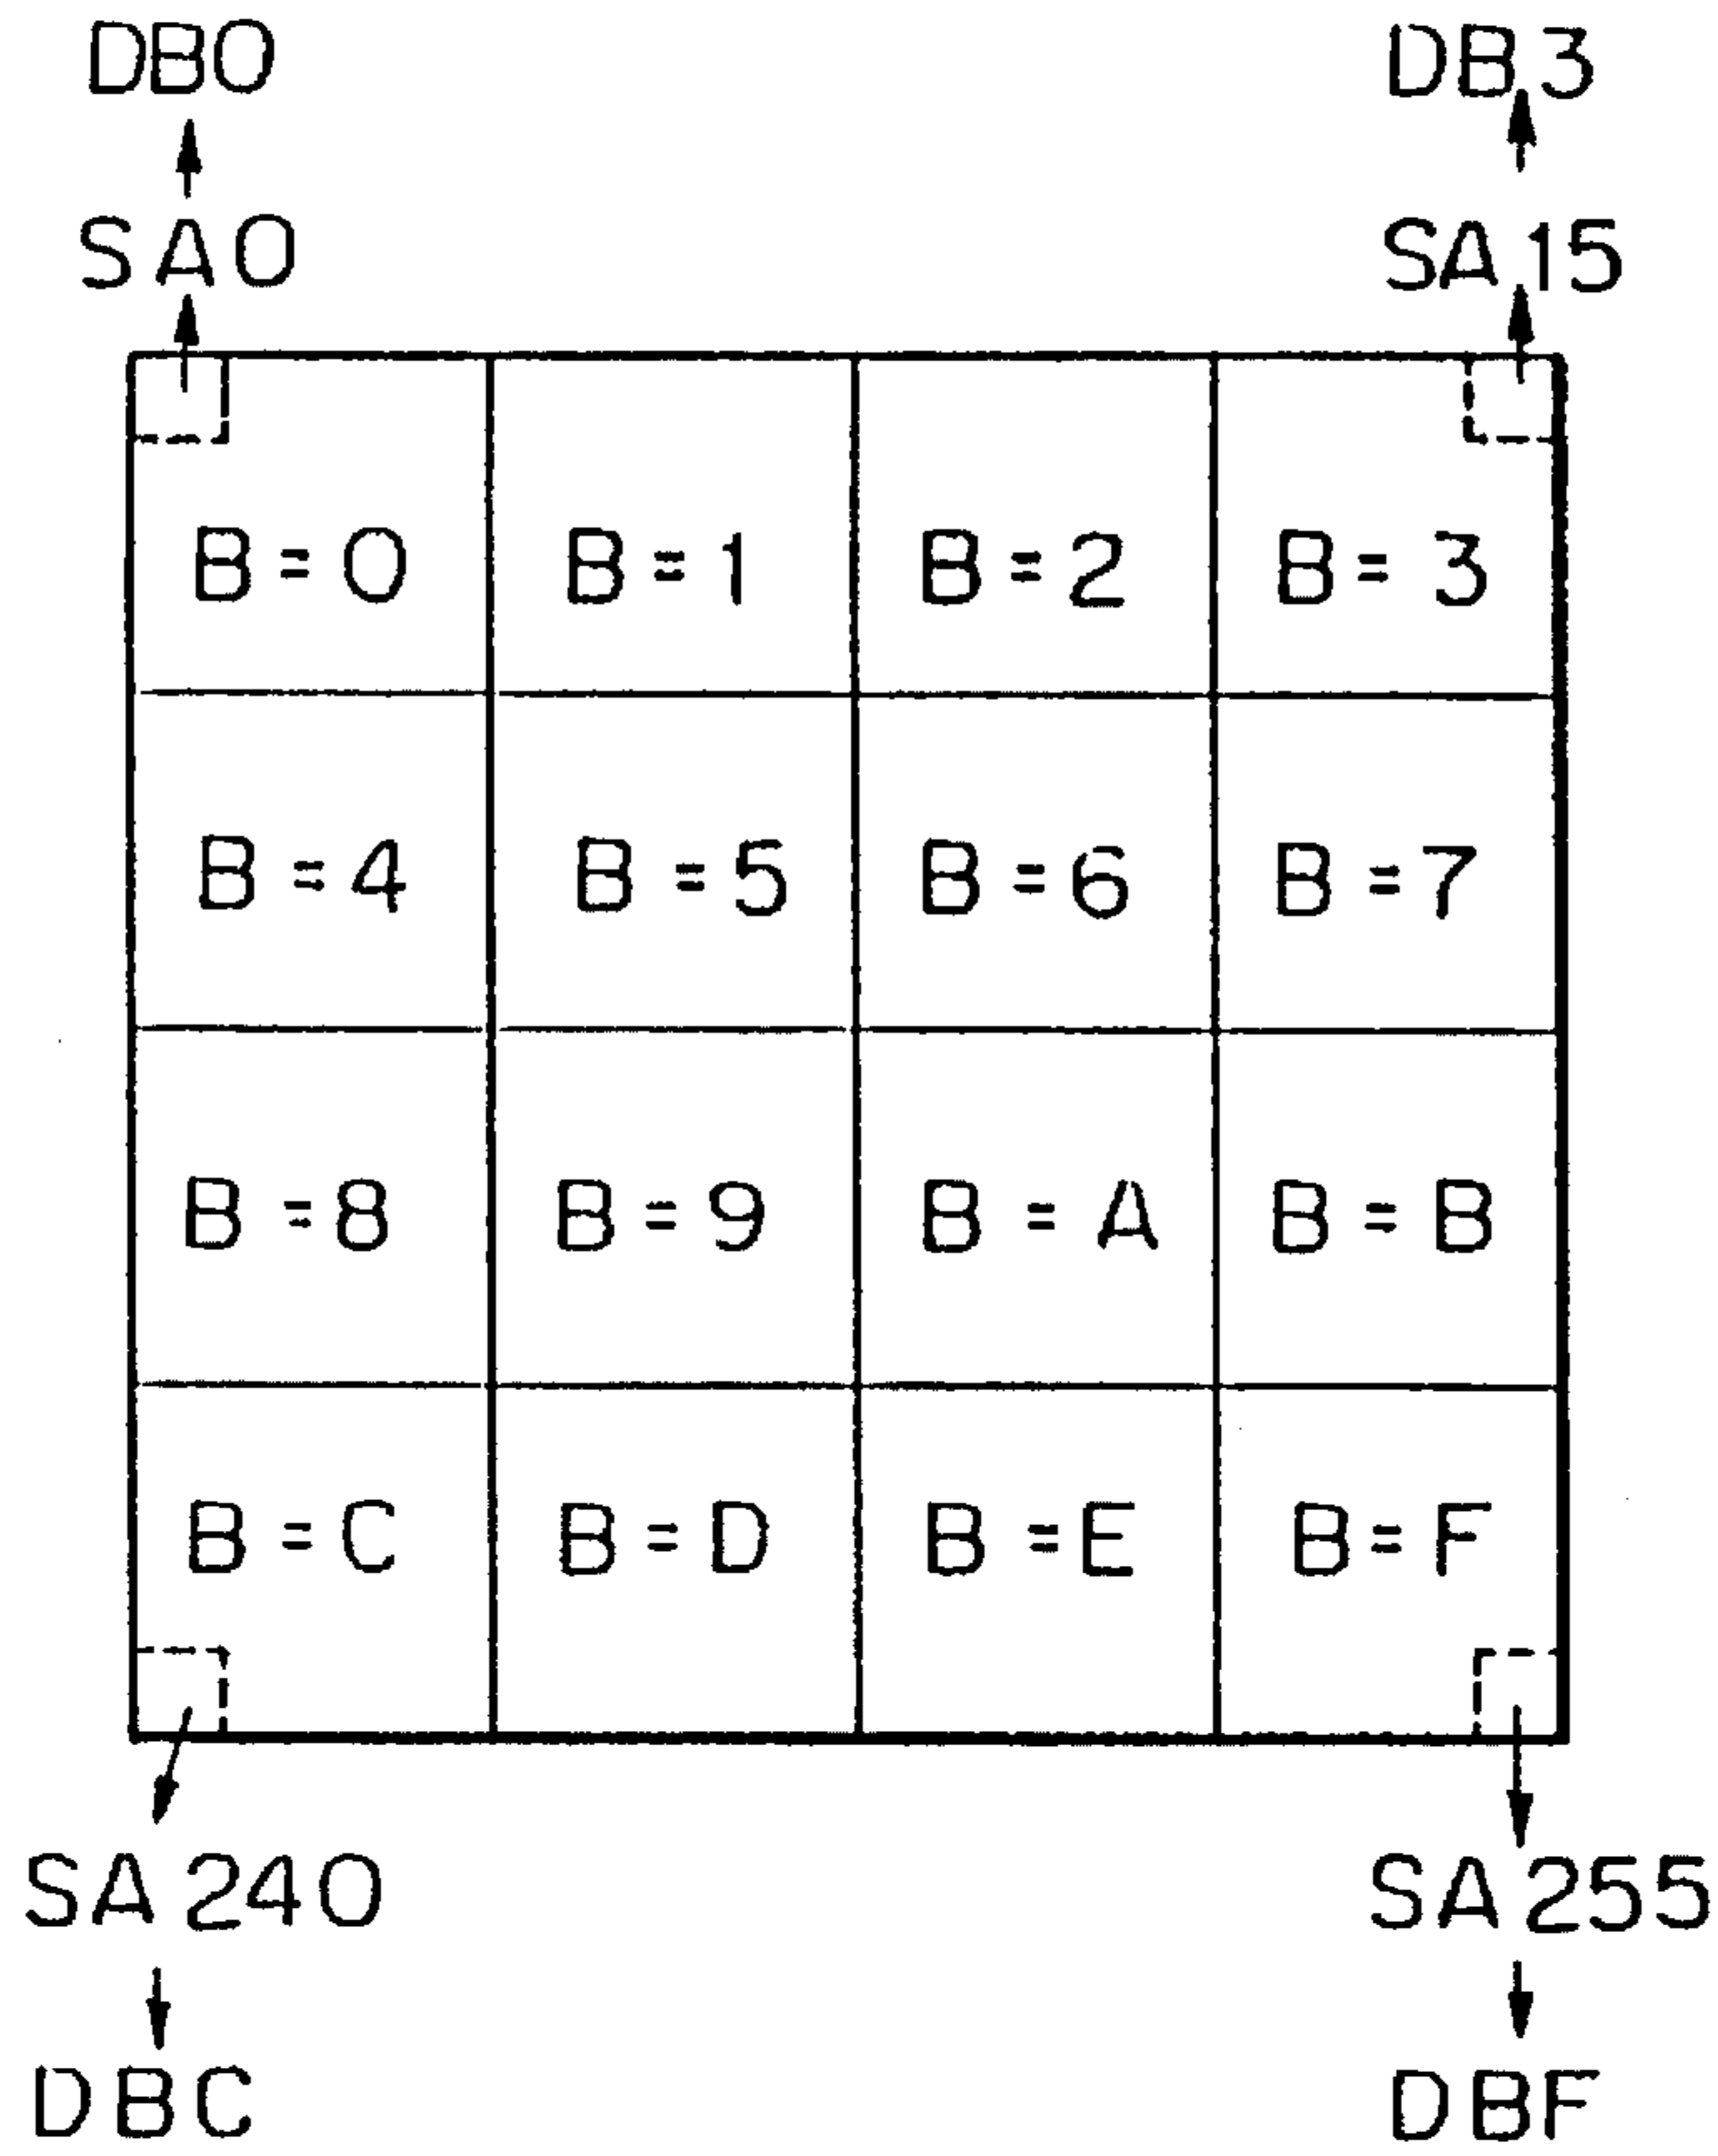 DB0 DB3
SA0 SA15
B=0 B=1 B=2 B=3
B=4 B=5 B=6 B=7
B=8 B=9 B=A B=B
B=C B=D B=E B=F
SA240 SA255
DBC DBF